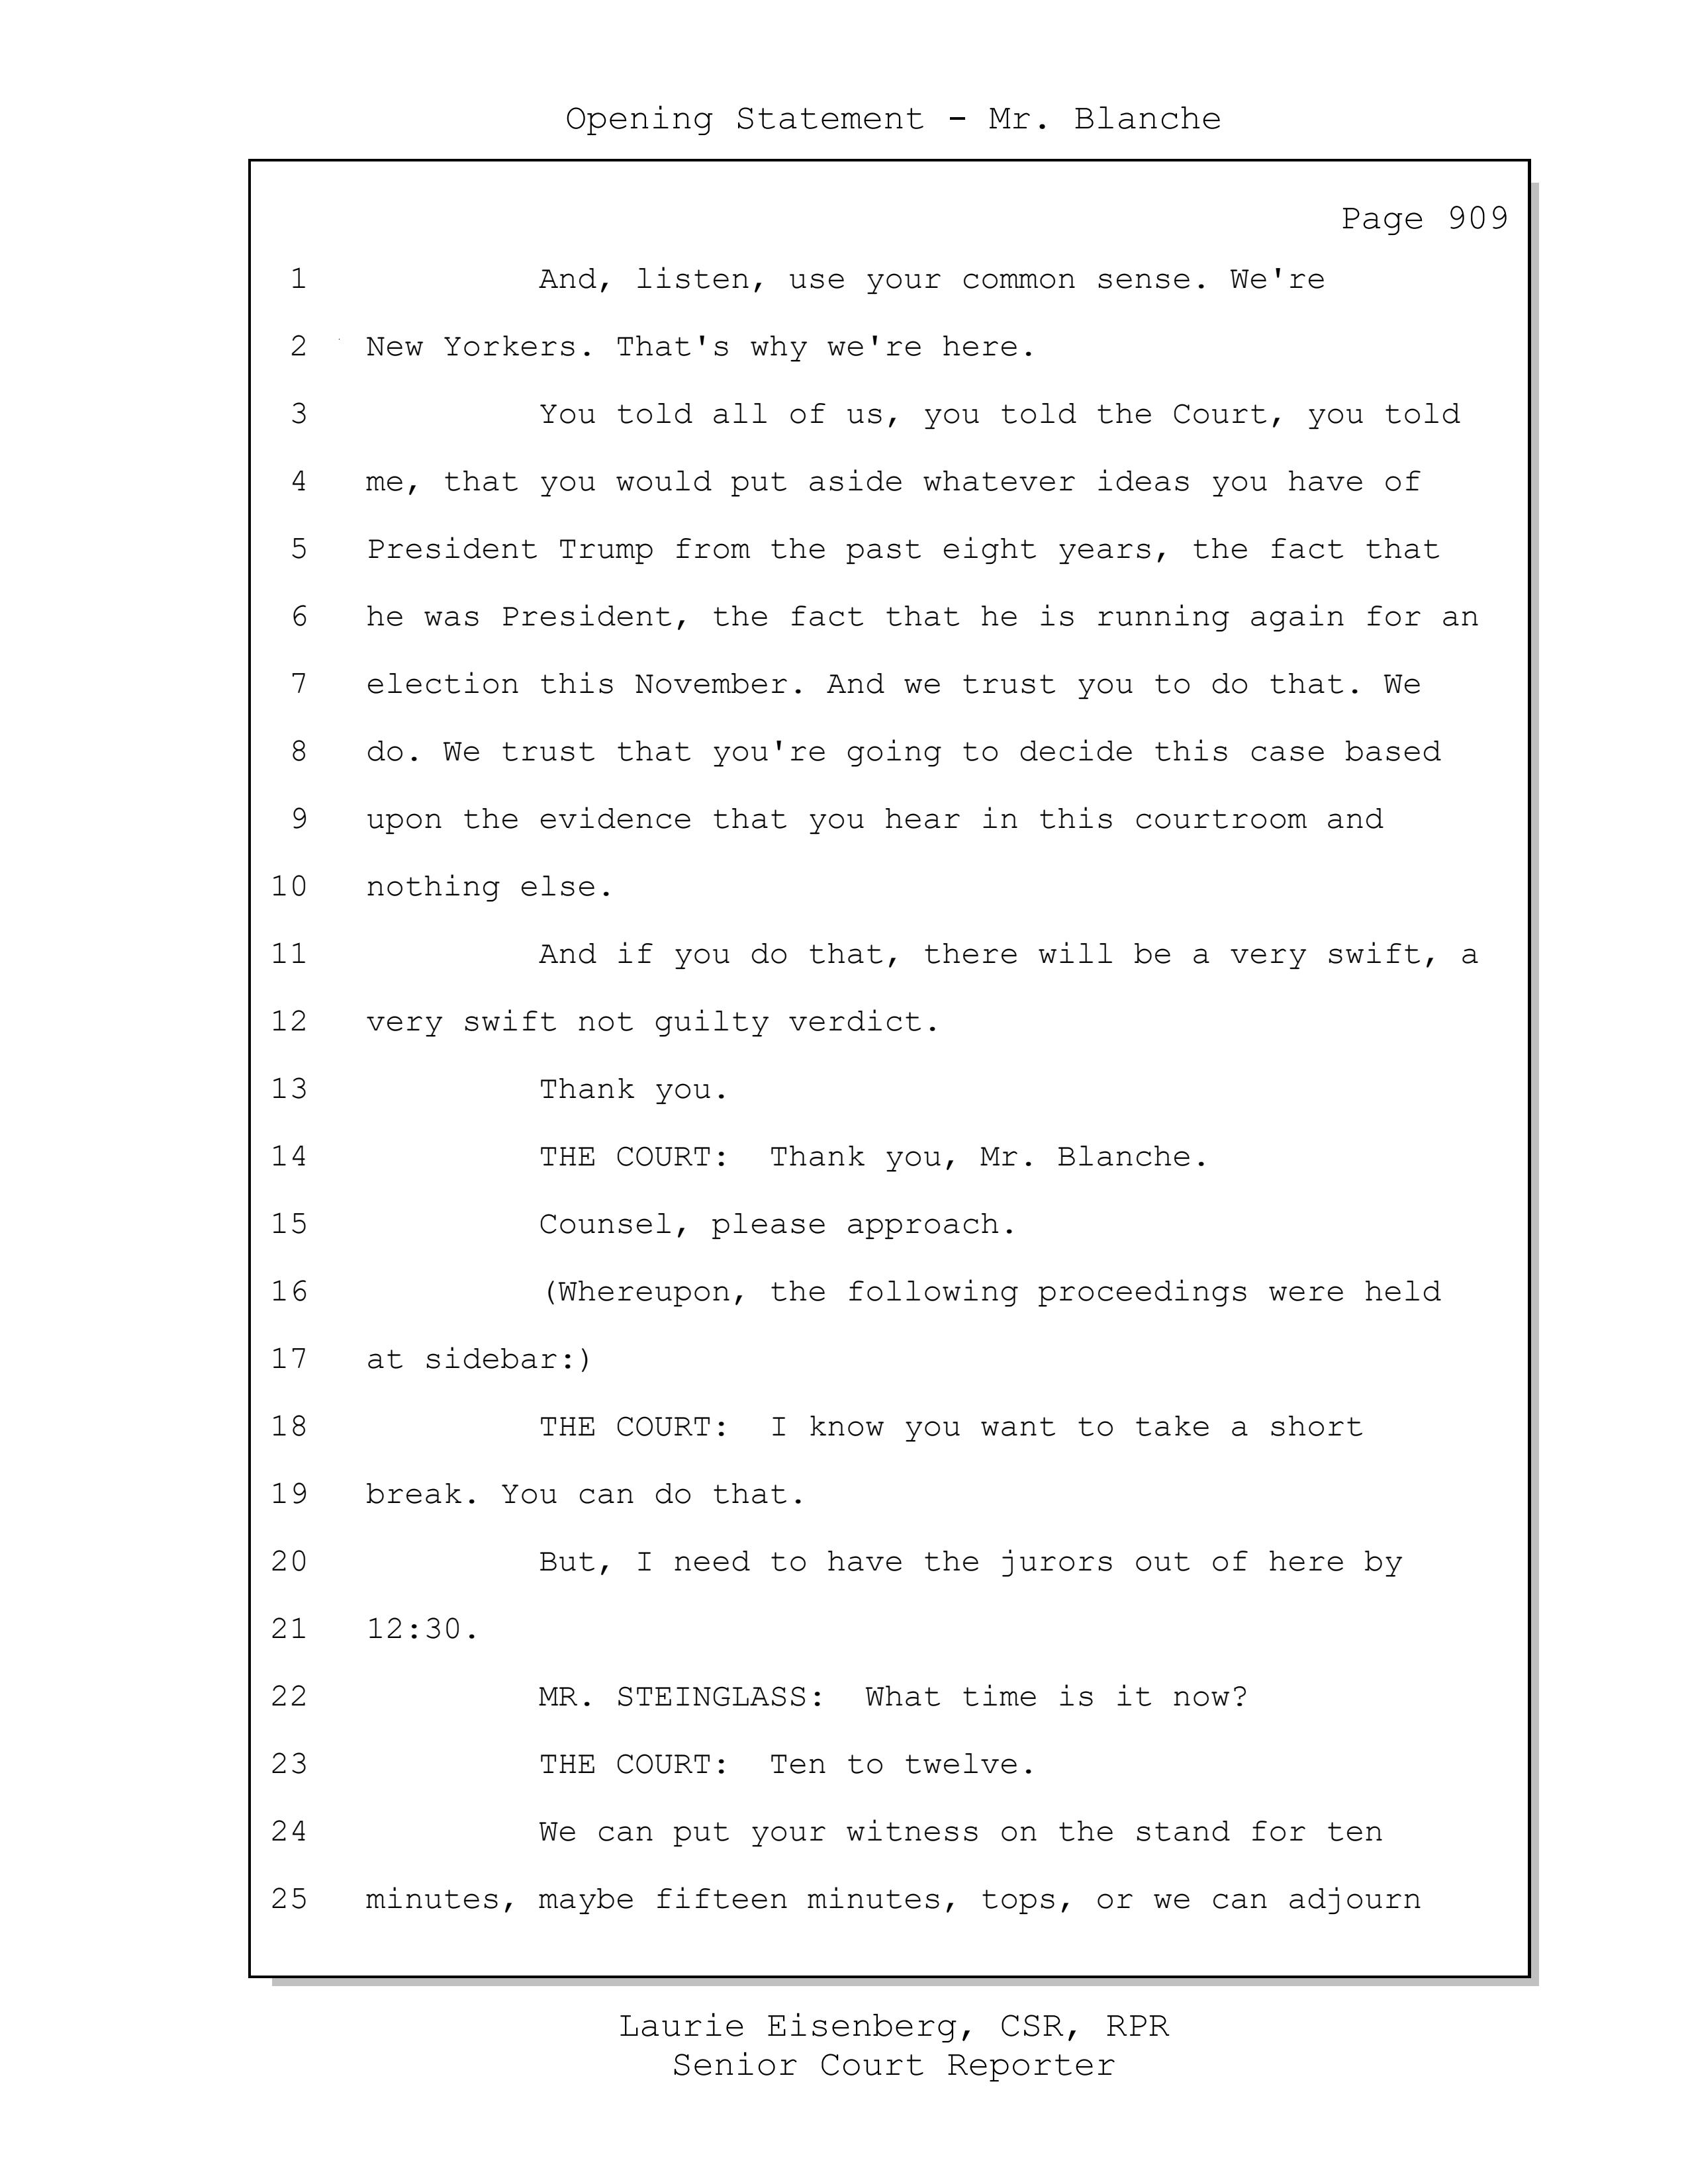 Opening Statement - Mr. Blanche
Page 909
1 And, listen, use your common sense. We're
2 New Yorkers. That's why we're here.
3 You told all of us, you told the Court, you told
4 me, that you would put aside whatever ideas you have of
5 President Trump from the past eight years, the fact that
6 he was President, the fact that he is running again for an
7 election this November. And we trust you to do that. We
8 do. We trust that you're going to decide this case based
9 upon the evidence that you hear in this courtroom and
10 nothing else.
11 And if you do that, there will be a very swift, a
12 very swift not guilty verdict.
13 Thank you.
14 THE COURT: Thank you, Mr. Blanche.
15 Counsel, please approach.
16 (Whereupon, the following proceedings were held
17 at sidebar:)
18 THE COURT: I know you want to take a short
19 break. You can do that.
20 But, I need to have the jurors out of here by
21 12:30.
22 MR. STEINGLASS: What time is it now?
23 THE COURT: Ten to twelve.
24 We can put your witness on the stand for ten
25 minutes, maybe fifteen minutes, tops, or we can adjourn
Laurie Eisenberg, CSR, RPR
Senior Court Reporter